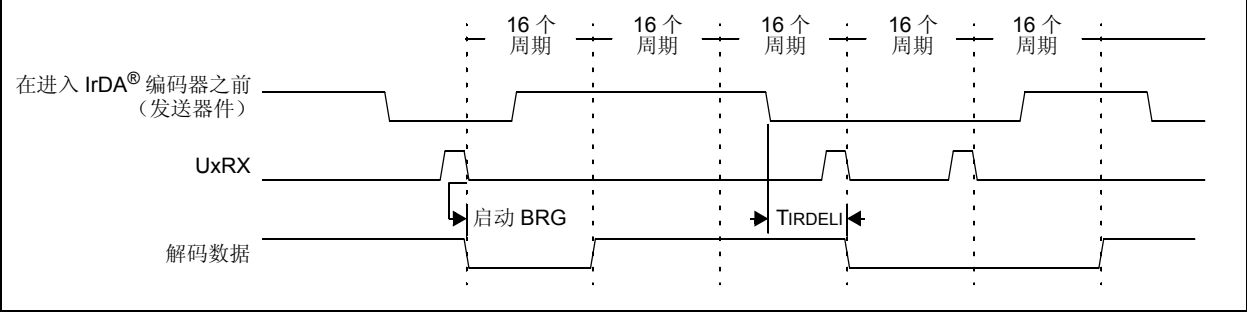 16 个
周期
16 个
周期
16 个
周期
16 个
周期
16 个
周期
在进入 IrDA® 编码器之前
（发送器件）
UxRX
启动 BRG
TIRDELI
解码数据